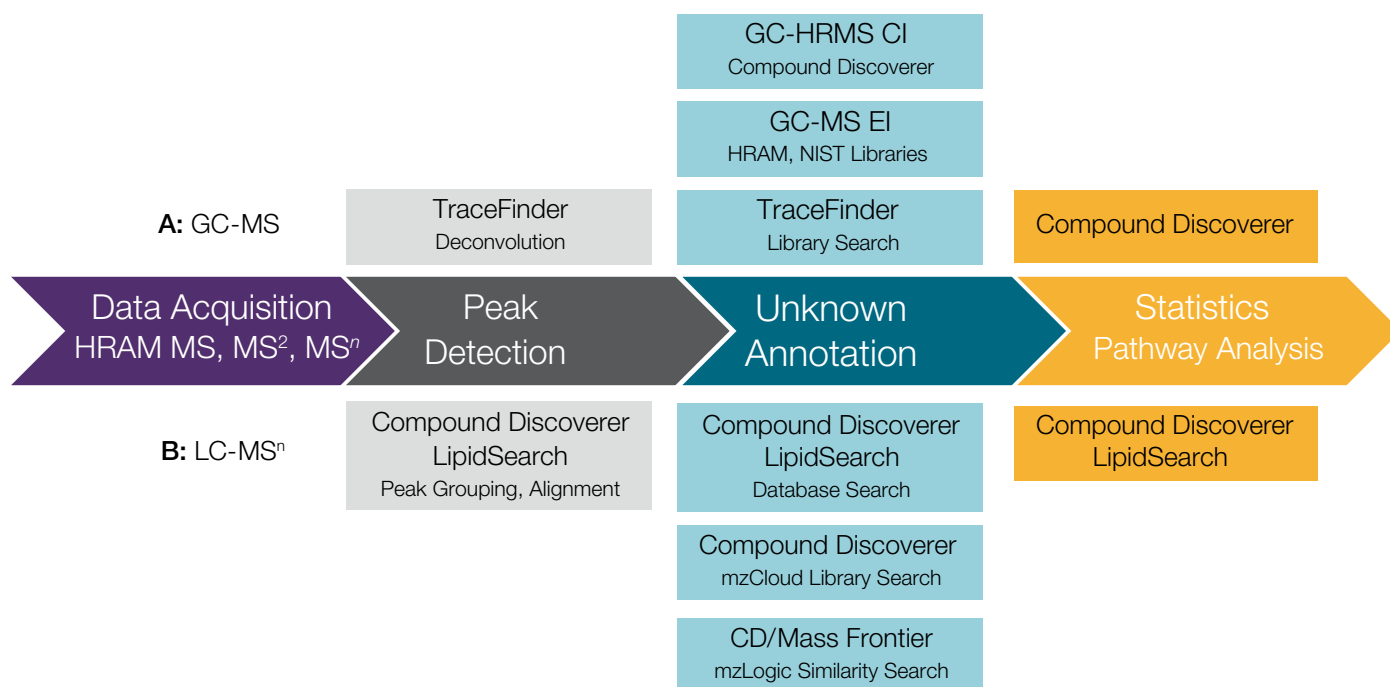 GC-HRMS CI
Compound Discoverer
GC-MS EI
HRAM, NIST Libraries
A: GC-MS
TraceFinder
Deconvolution
TraceFinder
Library Search
Compound Discoverer
Data Acquisition
HRAM MS, MS², MSⁿ
Peak
Detection
Unknown
Annotation
Statistics
Pathway Analysis
B: LC-MSⁿ
Compound Discoverer
LipidSearch
Peak Grouping, Alignment
Compound Discoverer
LipidSearch
Database Search
Compound Discoverer
LipidSearch
Compound Discoverer
mzCloud Library Search
CD/Mass Frontier
mzLogic Similarity Search